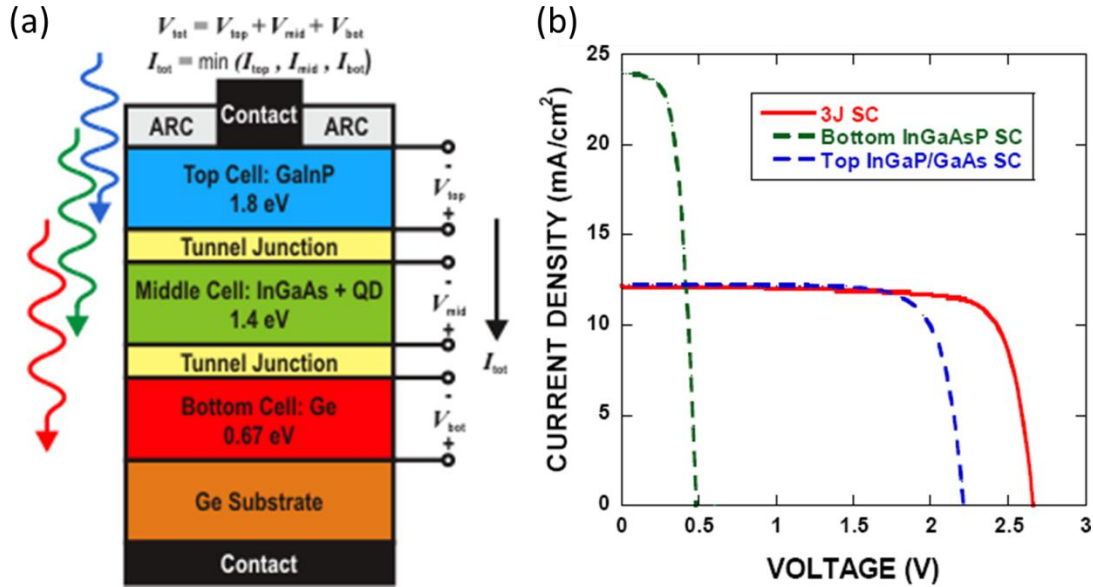 (a)
V_tot = V_top + V_mid + V_bot
I_tot = min (I_top , I_mid , I_bot)
Contact
ARC
ARC
Top Cell: GaInP
1.8 eV
Tunnel Junction
Middle Cell: InGaAs + QD
1.4 eV
Tunnel Junction
Bottom Cell: Ge
0.67 eV
Ge Substrate
Contact
-
V_top
+
-
V_mid
+
-
V_bot
+
I_tot
(b)
CURRENT DENSITY (mA/cm²)
25
20
15
10
5
0
3J SC
Bottom InGaAsP SC
Top InGaP/GaAs SC
0 0.5 1 1.5 2 2.5 3
VOLTAGE (V)